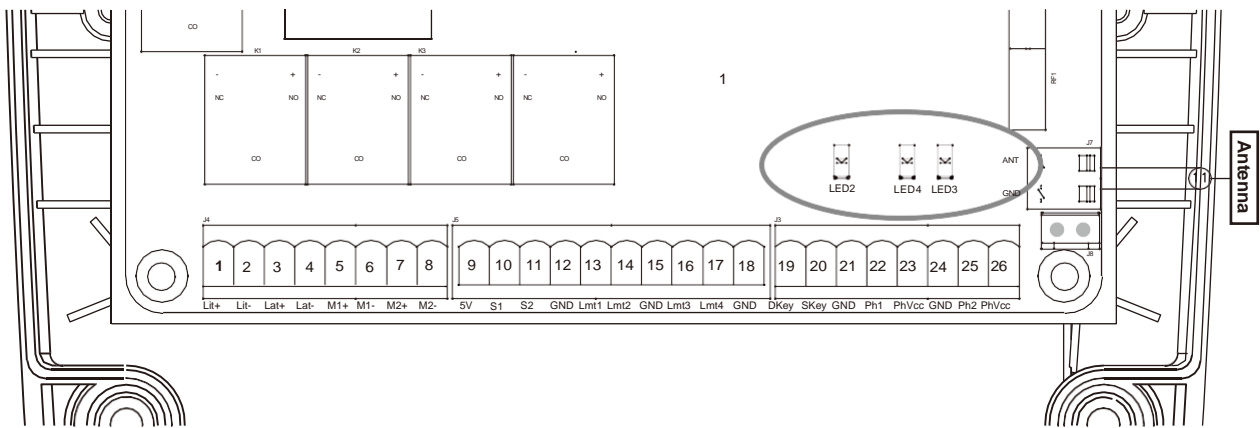 CO
K1 K2 K3
- + - + - + - +
NC NO NC NO NC NO NC NO
CO CO CO CO
1
RF1
J7
ANT
GND
11
Antenna
LED2 LED4 LED3
J4 J5 J3
J8
1 2 3 4 5 6 7 8 9 10 11 12 13 14 15 16 17 18 19 20 21 22 23 24 25 26
Lit+ Lit- Lat+ Lat- M1+ M1- M2+ M2- 5V S1 S2 GND Lmt1 Lmt2 GND Lmt3 Lmt4 GND DKey SKey GND Ph1 PhVcc GND Ph2 PhVcc